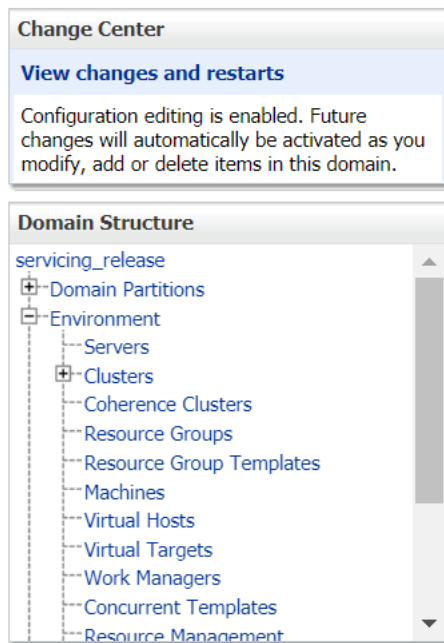 Change Center
View changes and restarts
Configuration editing is enabled. Future
changes will automatically be activated as you
modify, add or delete items in this domain.
Domain Structure
servicing_release
Domain Partitions
Environment
Servers
Clusters
Coherence Clusters
Resource Groups
Resource Group Templates
Machines
Virtual Hosts
Virtual Targets
Work Managers
Concurrent Templates
Resource Management